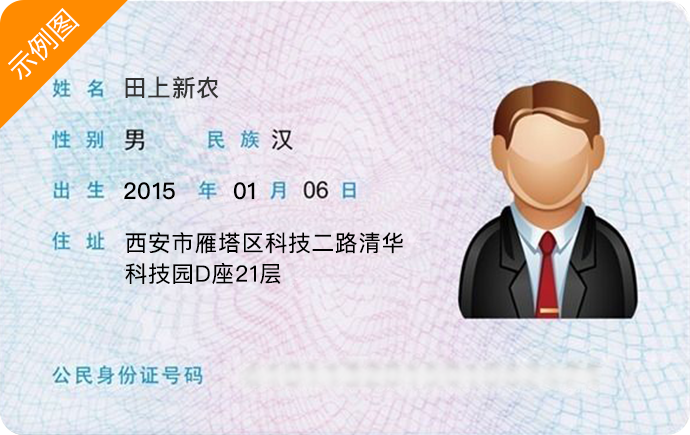 示例图
姓 名 田上新农
性 别 男 民 族 汉
出 生 2015 年 01 月 06 日
住 址 西安市雁塔区科技二路清华
科技园D座21层
公民身份证号码